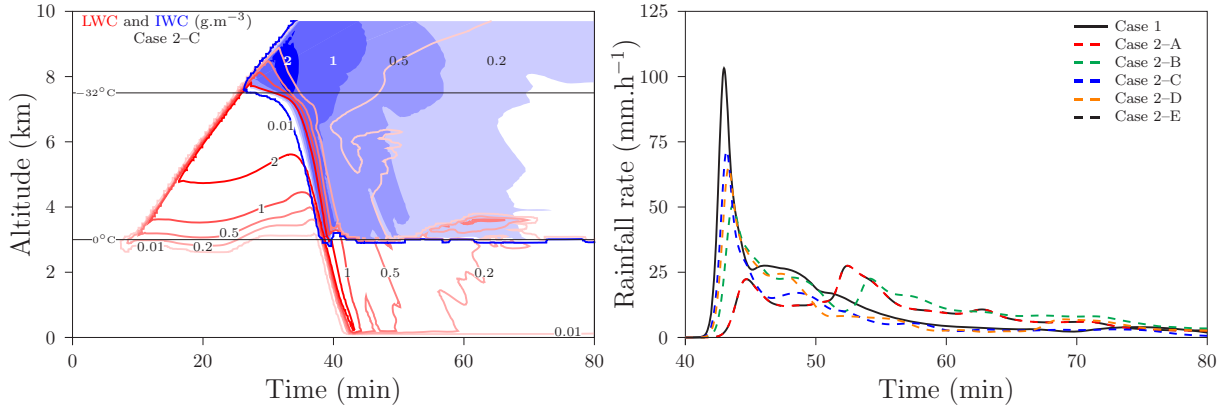 LWC and IWC (g.m⁻³)
Case 2–C
10
8
6
4
2
0
Altitude (km)
−32°C
0°C
2
1
0.5
0.2
0.01
2
1
0.5
0.01
0.2
1
0.5
0.2
0.01
0
20
40
60
80
Time (min)
125
100
75
50
25
0
Rainfall rate (mm.h⁻¹)
Case 1
Case 2–A
Case 2–B
Case 2–C
Case 2–D
Case 2–E
40
50
60
70
80
Time (min)